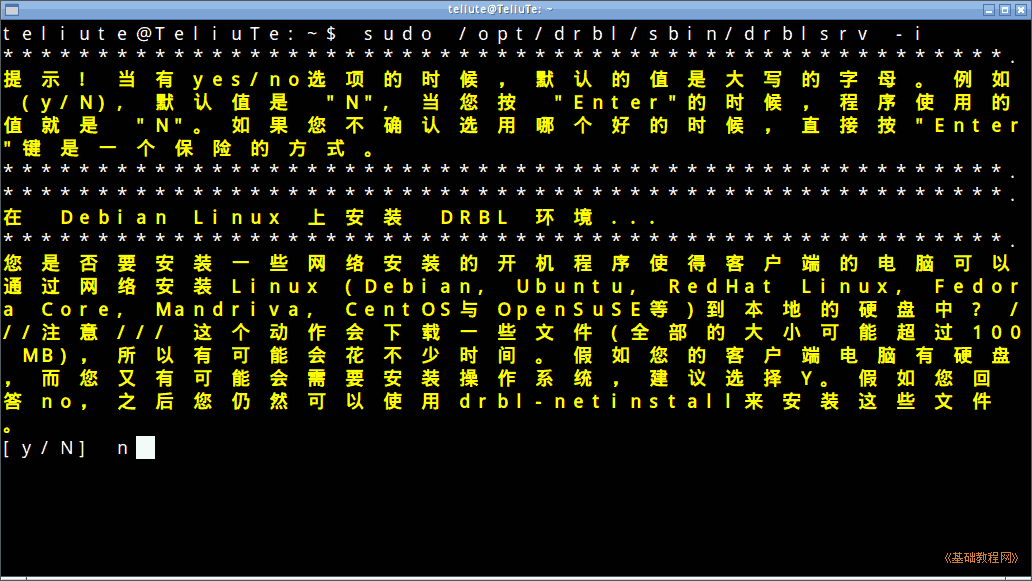 teliute@TeliuTe: ~
teliute@TeliuTe:~$ sudo /opt/drbl/sbin/drblsrv -i
*****************************************************.
提示！当有yes/no选项的时候，默认的值是大写的字母。例如
(y/N)，默认值是 "N"，当您按 "Enter"的时候，程序使用的
值就是 "N"。如果您不确认选用哪个好的时候，直接按"Enter
"键是一个保险的方式。
*****************************************************.
*****************************************************.
在 Debian Linux 上安装 DRBL 环境...
*****************************************************.
您是否要安装一些网络安装的开机程序使得客户端的电脑可以
通过网络安装Linux (Debian, Ubuntu, RedHat Linux, Fedor
a Core, Mandriva, CentOS与 OpenSuSE等)到本地的硬盘中? /
//注意/// 这个动作会下载一些文件(全部的大小可能超过100
MB)，所以有可能会花不少时间。假如您的客户端电脑有硬盘
，而您又有可能会需要安装操作系统，建议选择Y。假如您回
答no，之后您仍然可以使用drbl-netinstall来安装这些文件
。
[y/N] n
《基础教程网》